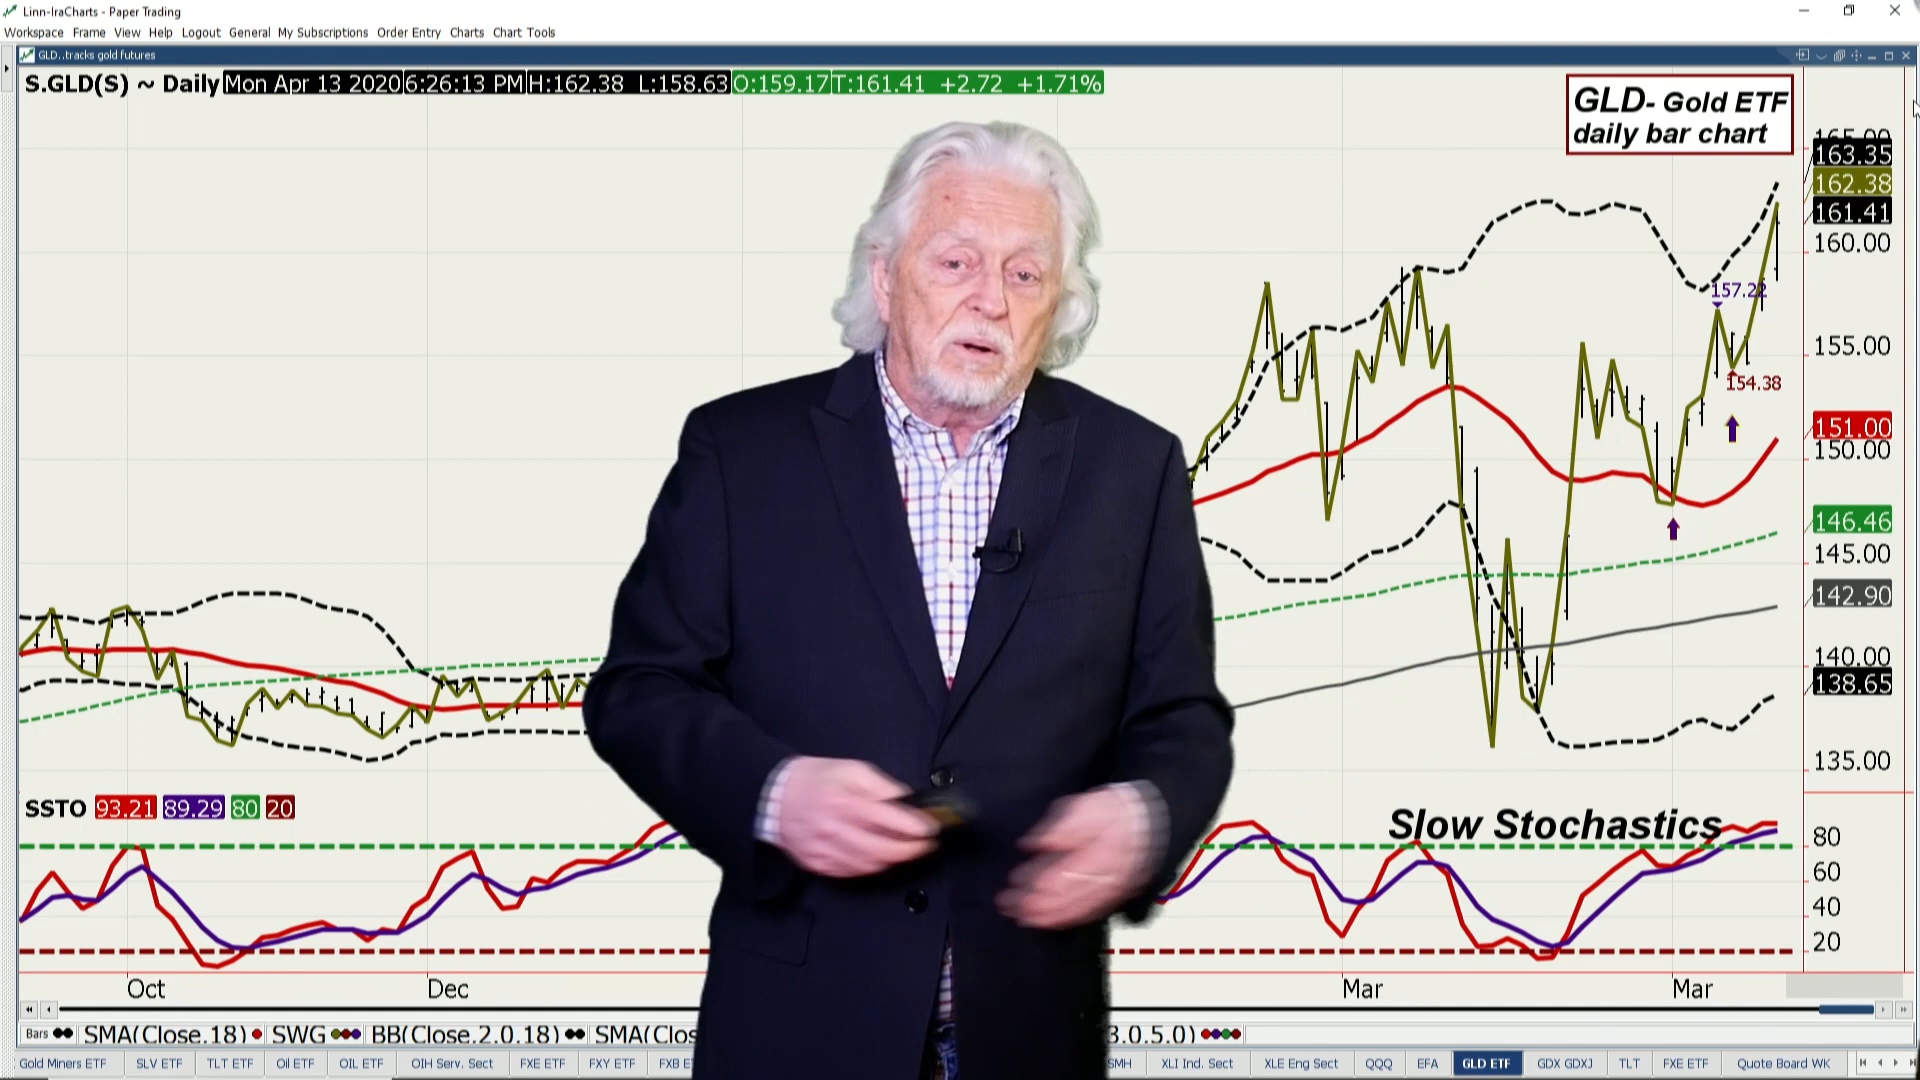 Linn-IraCharts - Paper Trading
Workspace Frame View Help Logout General My Subscriptions Order Entry Charts Chart Tools
GLD..tracks gold futures
S.GLD(S) ~ Daily Mon Apr 13 2020 6:26:13 PM H:162.38 L:158.63 O:159.17 T:161.41 +2.72 +1.71%
GLD- Gold ETF
daily bar chart
165.00
163.35
162.38
161.41
160.00
157.22
155.00
154.38
151.00
150.00
146.46
145.00
142.90
140.00
138.65
135.00
SSTO 93.21 89.29 80 20
Slow Stochastics
80
60
40
20
Oct Dec Mar Mar
Bars SMA(Close,18) SWG BB(Close,2.0,18) SMA(Clos 3.0,5.0)
Gold Miners ETF SLV ETF TLT ETF Oil ETF OIL ETF OIH Serv. Sect FXE ETF FXY ETF FXB E SMH XLI Ind. Sect XLE Eng Sect QQQ EFA GLD ETF GDX GDXJ TLT FXE ETF Quote Board WK